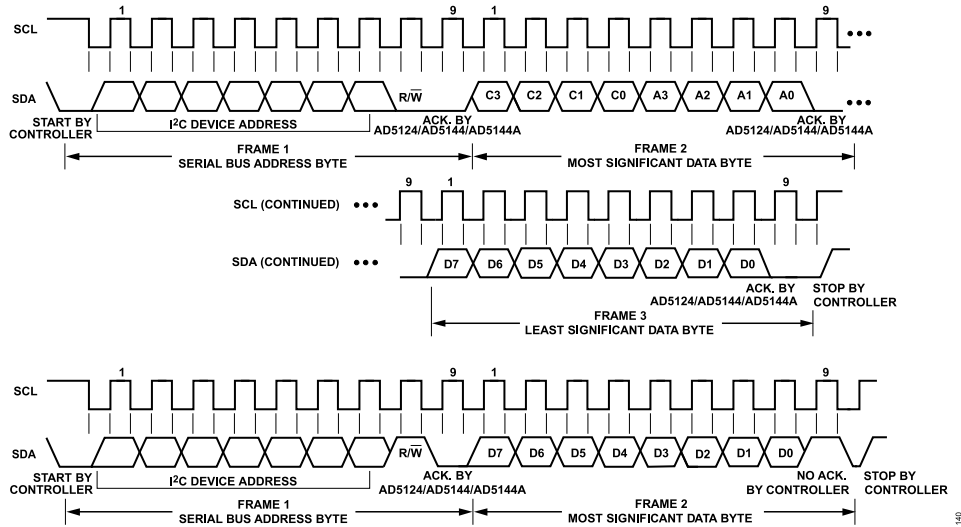 1 9 1 9
SCL
SDA R/W̅ C3 C2 C1 C0 A3 A2 A1 A0
START BY
CONTROLLER
I²C DEVICE ADDRESS
ACK. BY
AD5124/AD5144/AD5144A
ACK. BY
AD5124/AD5144/AD5144A
FRAME 1
SERIAL BUS ADDRESS BYTE
FRAME 2
MOST SIGNIFICANT DATA BYTE
9 1 9
SCL (CONTINUED)
SDA (CONTINUED) D7 D6 D5 D4 D3 D2 D1 D0
ACK. BY
AD5124/AD5144/AD5144A
STOP BY
CONTROLLER
FRAME 3
LEAST SIGNIFICANT DATA BYTE
1 9 1 9
SCL
SDA R/W̅ D7 D6 D5 D4 D3 D2 D1 D0
START BY
CONTROLLER
I²C DEVICE ADDRESS
ACK. BY
AD5124/AD5144/AD5144A
NO ACK.
BY CONTROLLER
STOP BY
CONTROLLER
FRAME 1
SERIAL BUS ADDRESS BYTE
FRAME 2
MOST SIGNIFICANT DATA BYTE
140